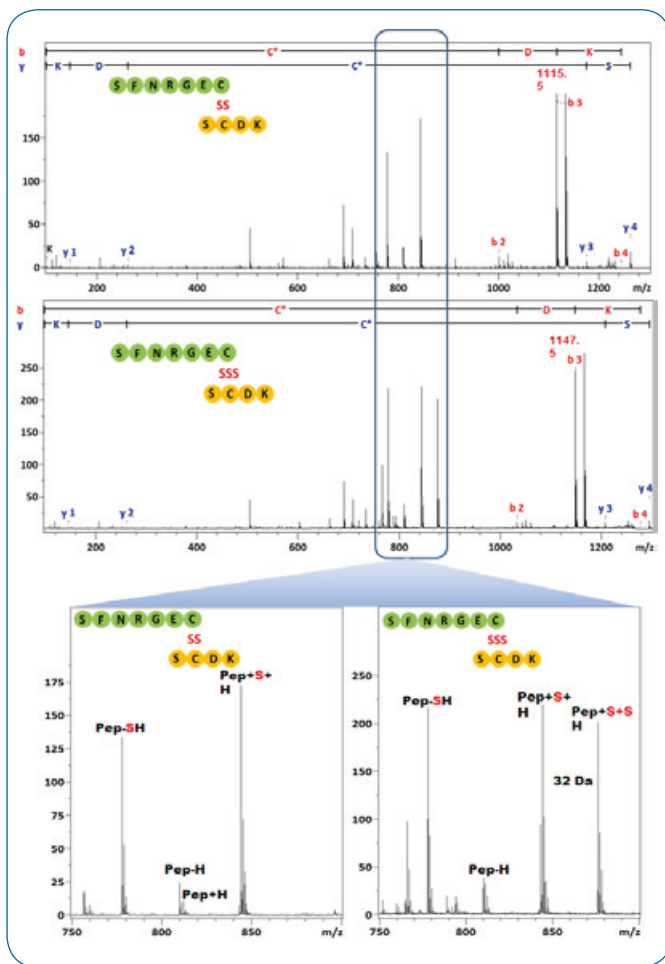 b C* D K
y K D C* S
S F N R G E C
SS
S C D K
1115.
5
b 3
150
100
50
0
K
y 1
y 2
b 2
y 3
b 4
y 4
200 400 600 800 1000 1200 m/z
b C* D K
y K D C* S
S F N R G E C
SSS
S C D K
1147.
5
b 3
250
200
150
100
50
y 1
y 2
b 2
y 3
b 4
y 4
200 400 600 800 1000 1200 m/z
S F N R G E C
SS
S C D K
Pep+S+
H
Pep-SH
Pep-H
Pep+H
175
150
125
100
75
50
25
0
750 800 850 m/z
S F N R G E C
SSS
S C D K
Pep-SH
Pep+S+
H
Pep+S+S
H
32 Da
Pep-H
250
200
150
100
50
0
750 800 850 m/z